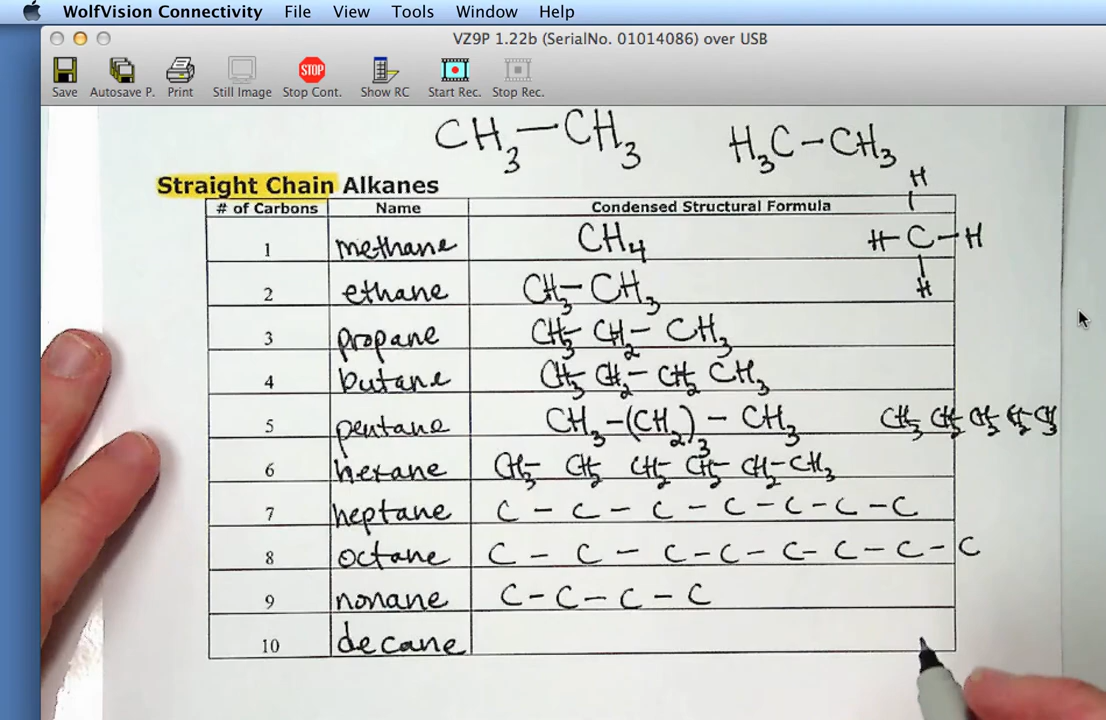 WolfVision Connectivity File View Tools Window Help
VZ9P 1.22b (SerialNo. 01014086) over USB
Save Autosave P. Print Still Image Stop Cont. Show RC Start Rec. Stop Rec.
STOP
CH₃—CH₃ H₃C—CH₃
Straight Chain Alkanes
# of Carbons Name Condensed Structural Formula
H
1 methane CH₄ H—C—H
H
2 ethane CH₃—CH₃
3 propane CH₃—CH₂—CH₃
4 butane CH₃ CH₂—CH₂ CH₃
5 pentane CH₃—(CH₂)₃—CH₃
6 hexane CH₃—CH₂ CH₂ CH₂ CH₂—CH₃
7 heptane C—C—C—C—C—C—C
8 octane C—C—C—C—C—C—C—C
9 nonane C—C—C—C
10 decane